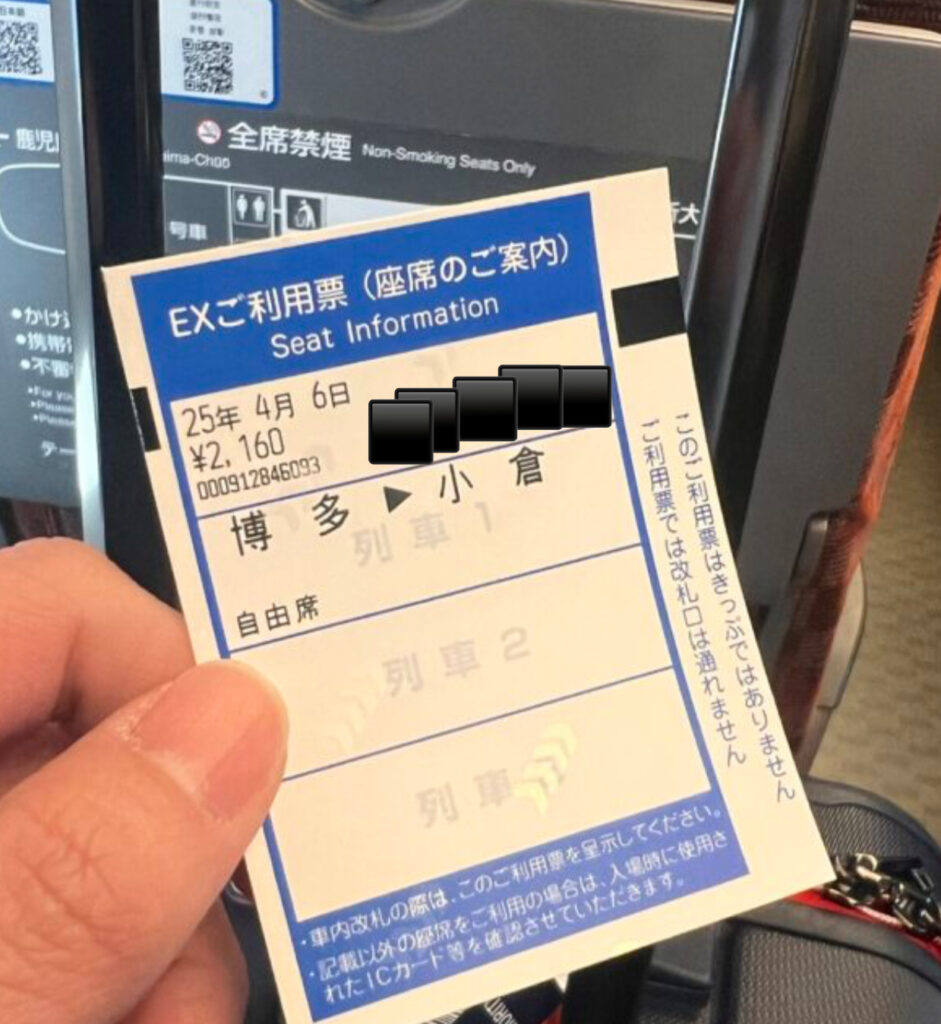 全席禁煙 Non-Smoking Seats Only
号車
EXご利用票（座席のご案内）
Seat Information
25年 4月 6日
¥2,160
000912846093
博 多 ▶ 小 倉
列車 1
自由席
列車 2
列車
・車内改札の際は、このご利用票を呈示してください。
・記載以外の座席をご利用の場合は、入場時に使用さ
れたICカード等を確認させていただきます。
このご利用票はきっぷではありません
ご利用票では改札口は通れません